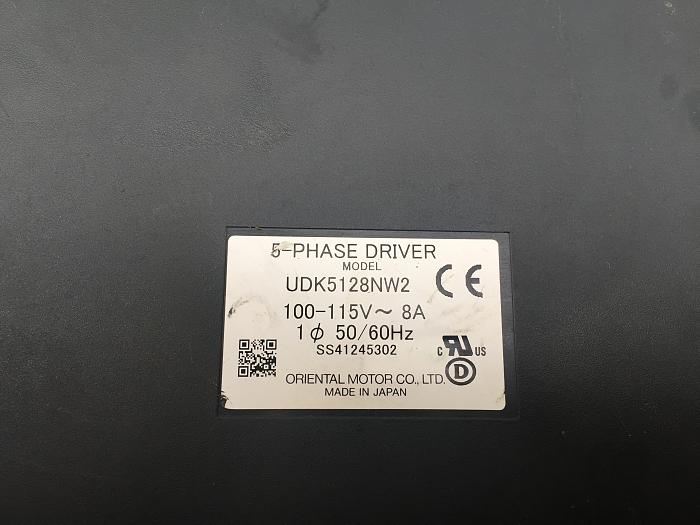 5-PHASE DRIVER
MODEL
UDK5128NW2
CE
100-115V~ 8A
1ϕ 50/60Hz
SS41245302
c RU US
D
ORIENTAL MOTOR CO., LTD.
MADE IN JAPAN